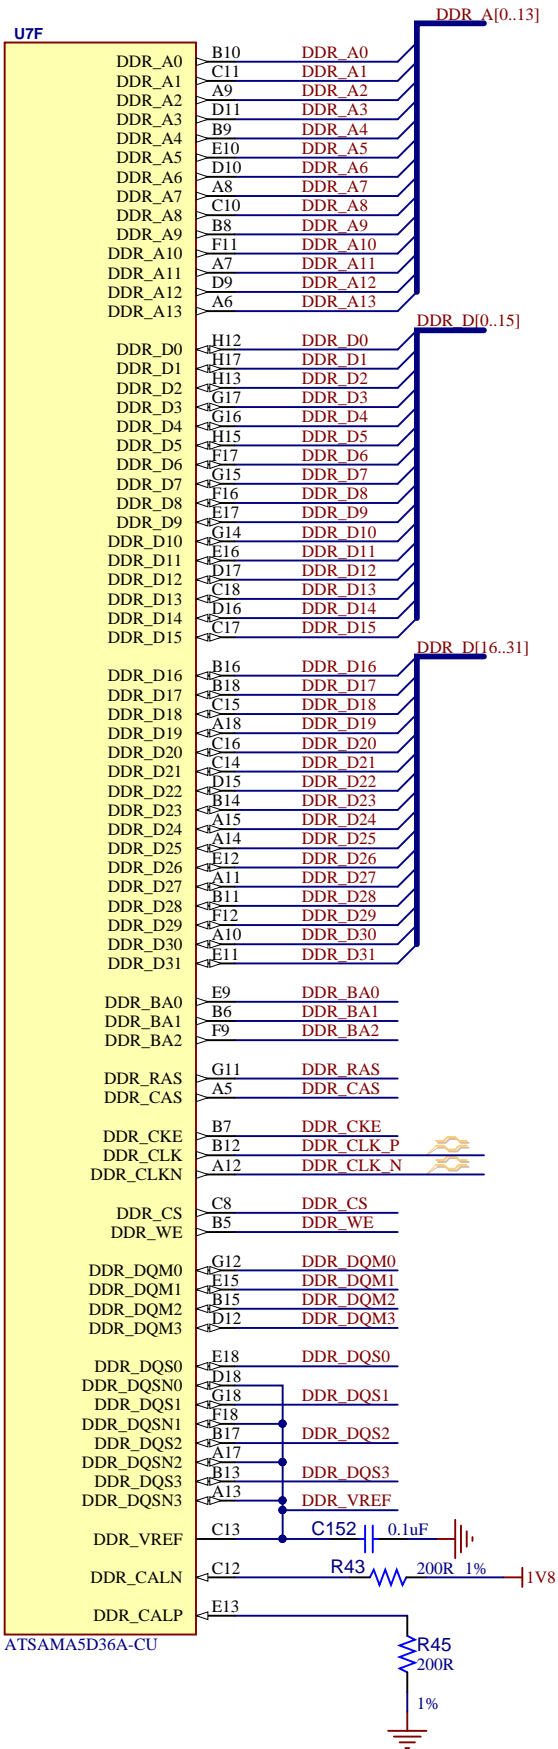 DDR_A[0..13]
U7F
DDR_A0 B10 DDR_A0
DDR_A1 C11 DDR_A1
DDR_A2 A9 DDR_A2
DDR_A3 D11 DDR_A3
DDR_A4 B9 DDR_A4
DDR_A5 E10 DDR_A5
DDR_A6 D10 DDR_A6
DDR_A7 A8 DDR_A7
DDR_A8 C10 DDR_A8
DDR_A9 B8 DDR_A9
DDR_A10 F11 DDR_A10
DDR_A11 A7 DDR_A11
DDR_A12 D9 DDR_A12
DDR_A13 A6 DDR_A13
DDR_D[0..15]
DDR_D0 H12 DDR_D0
DDR_D1 H17 DDR_D1
DDR_D2 H13 DDR_D2
DDR_D3 G17 DDR_D3
DDR_D4 G16 DDR_D4
DDR_D5 H15 DDR_D5
DDR_D6 F17 DDR_D6
DDR_D7 G15 DDR_D7
DDR_D8 F16 DDR_D8
DDR_D9 E17 DDR_D9
DDR_D10 G14 DDR_D10
DDR_D11 E16 DDR_D11
DDR_D12 D17 DDR_D12
DDR_D13 C18 DDR_D13
DDR_D14 D16 DDR_D14
DDR_D15 C17 DDR_D15
DDR_D[16..31]
DDR_D16 B16 DDR_D16
DDR_D17 B18 DDR_D17
DDR_D18 C15 DDR_D18
DDR_D19 A18 DDR_D19
DDR_D20 C16 DDR_D20
DDR_D21 C14 DDR_D21
DDR_D22 D15 DDR_D22
DDR_D23 B14 DDR_D23
DDR_D24 A15 DDR_D24
DDR_D25 A14 DDR_D25
DDR_D26 E12 DDR_D26
DDR_D27 A11 DDR_D27
DDR_D28 B11 DDR_D28
DDR_D29 F12 DDR_D29
DDR_D30 A10 DDR_D30
DDR_D31 E11 DDR_D31
DDR_BA0 E9 DDR_BA0
DDR_BA1 B6 DDR_BA1
DDR_BA2 F9 DDR_BA2
DDR_RAS G11 DDR_RAS
DDR_CAS A5 DDR_CAS
DDR_CKE B7 DDR_CKE
DDR_CLK B12 DDR_CLK_P
DDR_CLKN A12 DDR_CLK_N
DDR_CS C8 DDR_CS
DDR_WE B5 DDR_WE
DDR_DQM0 G12 DDR_DQM0
DDR_DQM1 E15 DDR_DQM1
DDR_DQM2 B15 DDR_DQM2
DDR_DQM3 D12 DDR_DQM3
DDR_DQS0 E18 DDR_DQS0
DDR_DQSN0 D18
DDR_DQS1 G18 DDR_DQS1
DDR_DQSN1 F18
DDR_DQS2 B17 DDR_DQS2
DDR_DQSN2 A17
DDR_DQS3 B13 DDR_DQS3
DDR_DQSN3 A13 DDR_VREF
DDR_VREF C13 C152 0.1uF
DDR_CALN C12 R43 200R 1% 1V8
DDR_CALP E13
ATSAMA5D36A-CU
R45
200R
1%